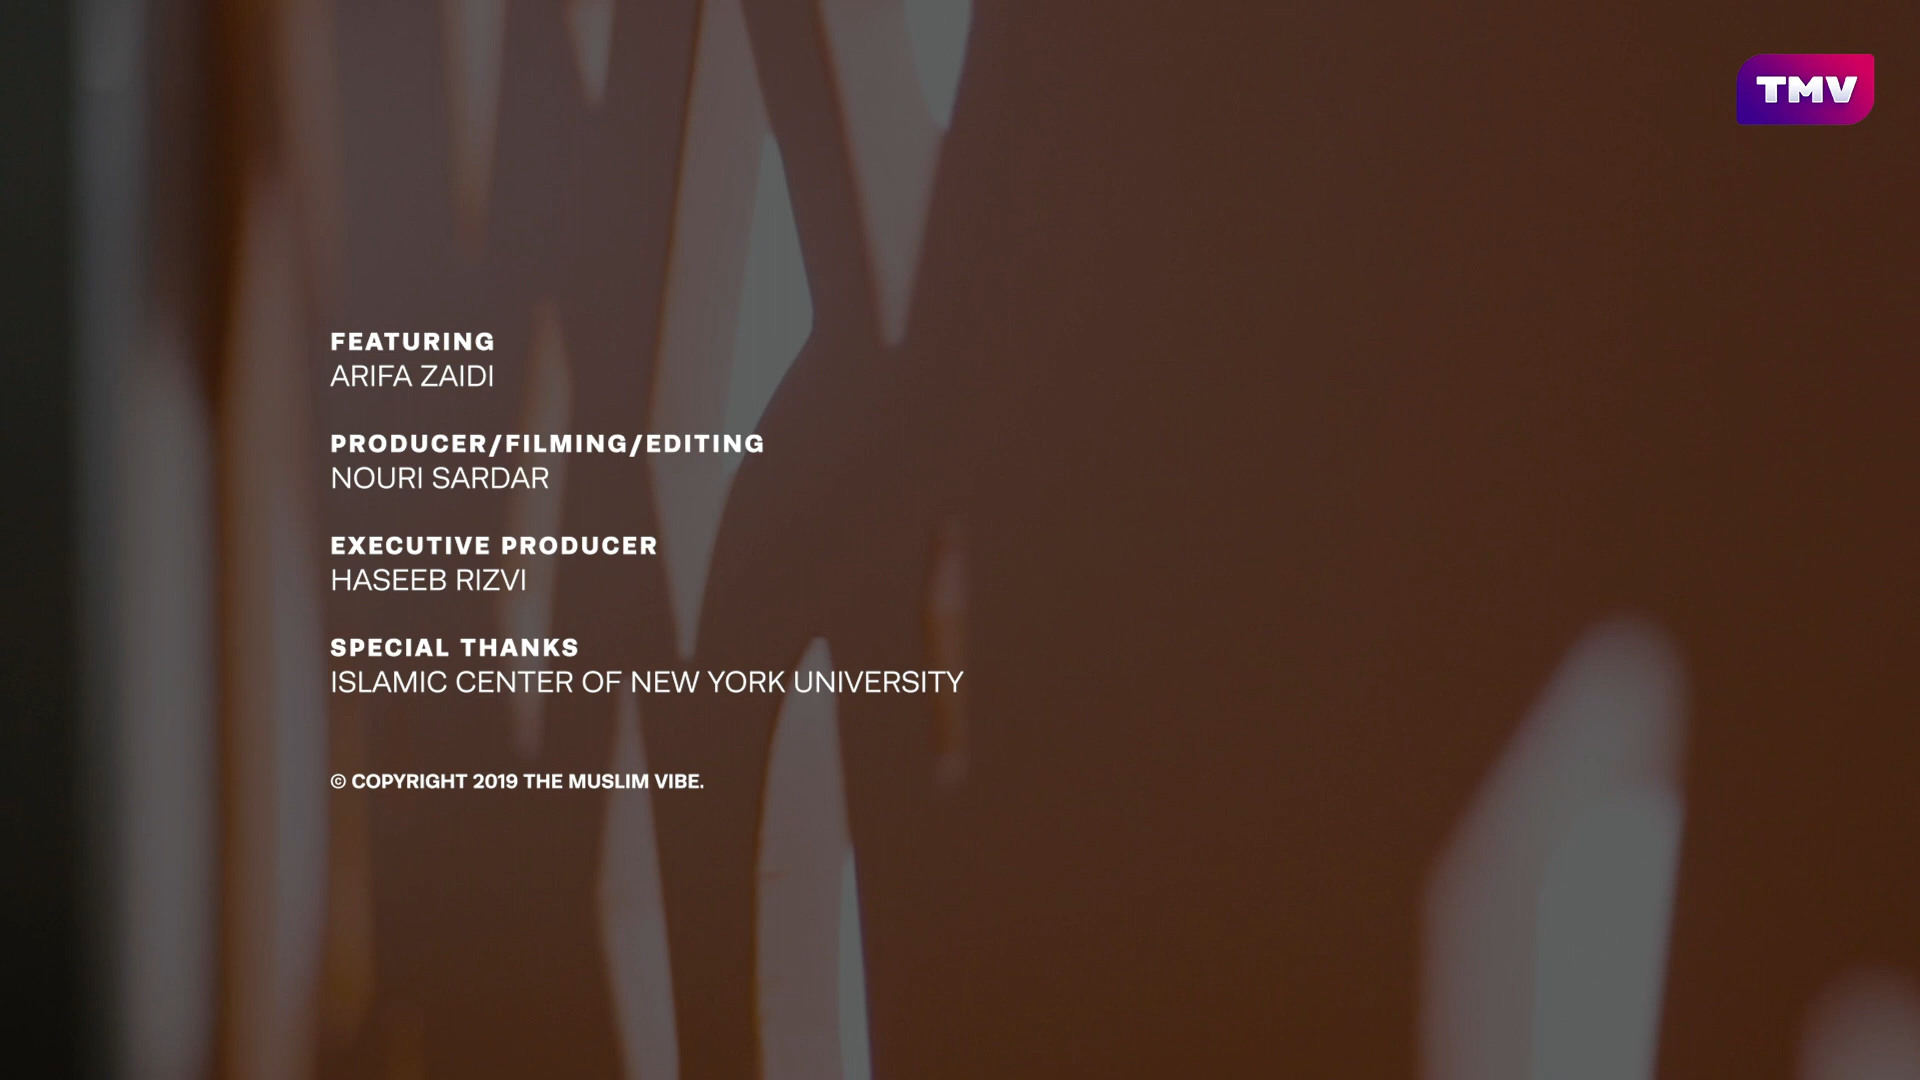 TMV
FEATURING
ARIFA ZAIDI
PRODUCER/FILMING/EDITING
NOURI SARDAR
EXECUTIVE PRODUCER
HASEEB RIZVI
SPECIAL THANKS
ISLAMIC CENTER OF NEW YORK UNIVERSITY
© COPYRIGHT 2019 THE MUSLIM VIBE.